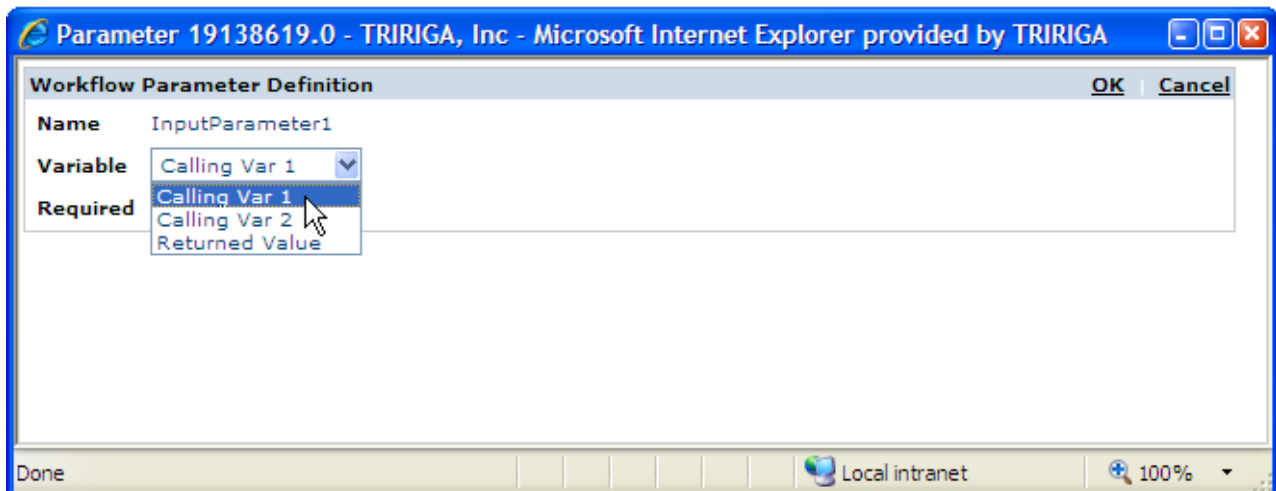 Parameter 19138619.0 - TRIRIGA, Inc - Microsoft Internet Explorer provided by TRIRIGA
Workflow Parameter Definition OK | Cancel
Name InputParameter1
Variable Calling Var 1
Required Calling Var 1
Calling Var 2
Returned Value
Done Local intranet 100%